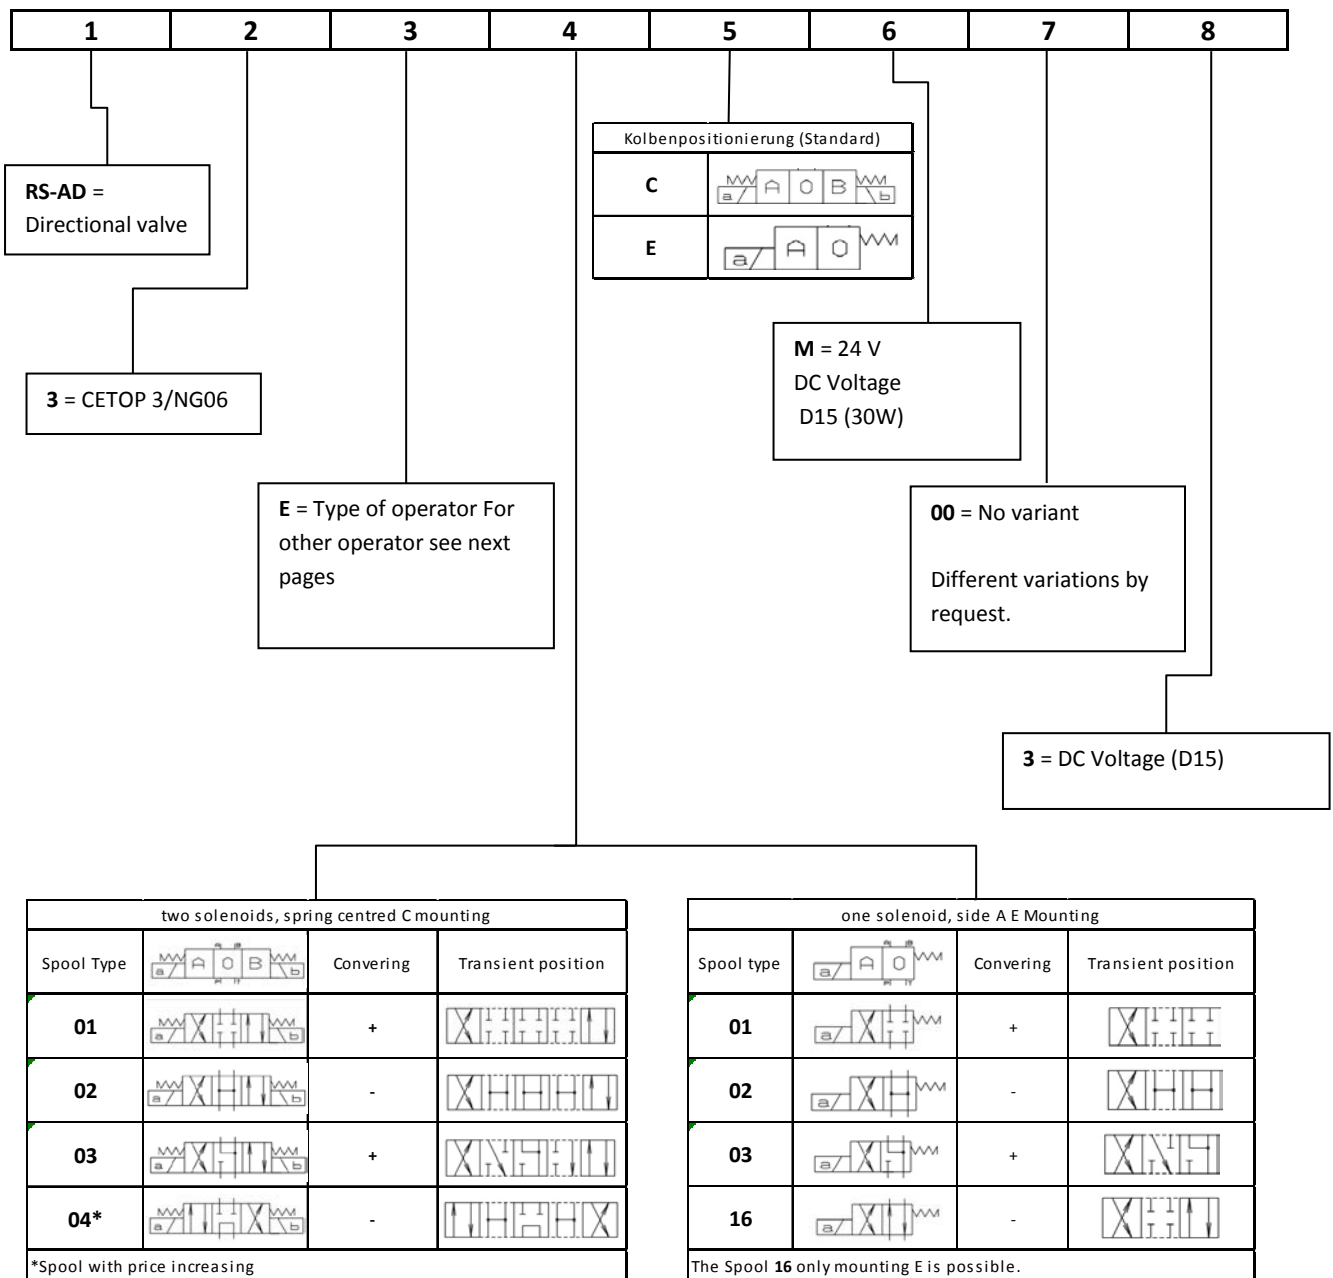 1 2 3 4 5 6 7 8
Kolbenpositionierung (Standard)
C a A O B b
E a A O
RS-AD =
Directional valve
3 = CETOP 3/NG06
M = 24 V
DC Voltage
D15 (30W)
E = Type of operator For
other operator see next
pages
00 = No variant
Different variations by
request.
3 = DC Voltage (D15)
two solenoids, spring centred C mounting
Spool Type a A O B b Convering Transient position
01 a b +
02 a b -
03 a b +
04* a b -
*Spool with price increasing
one solenoid, side A E Mounting
Spool type a A O Convering Transient position
01 a +
02 a -
03 a +
16 a -
The Spool 16 only mounting E is possible.